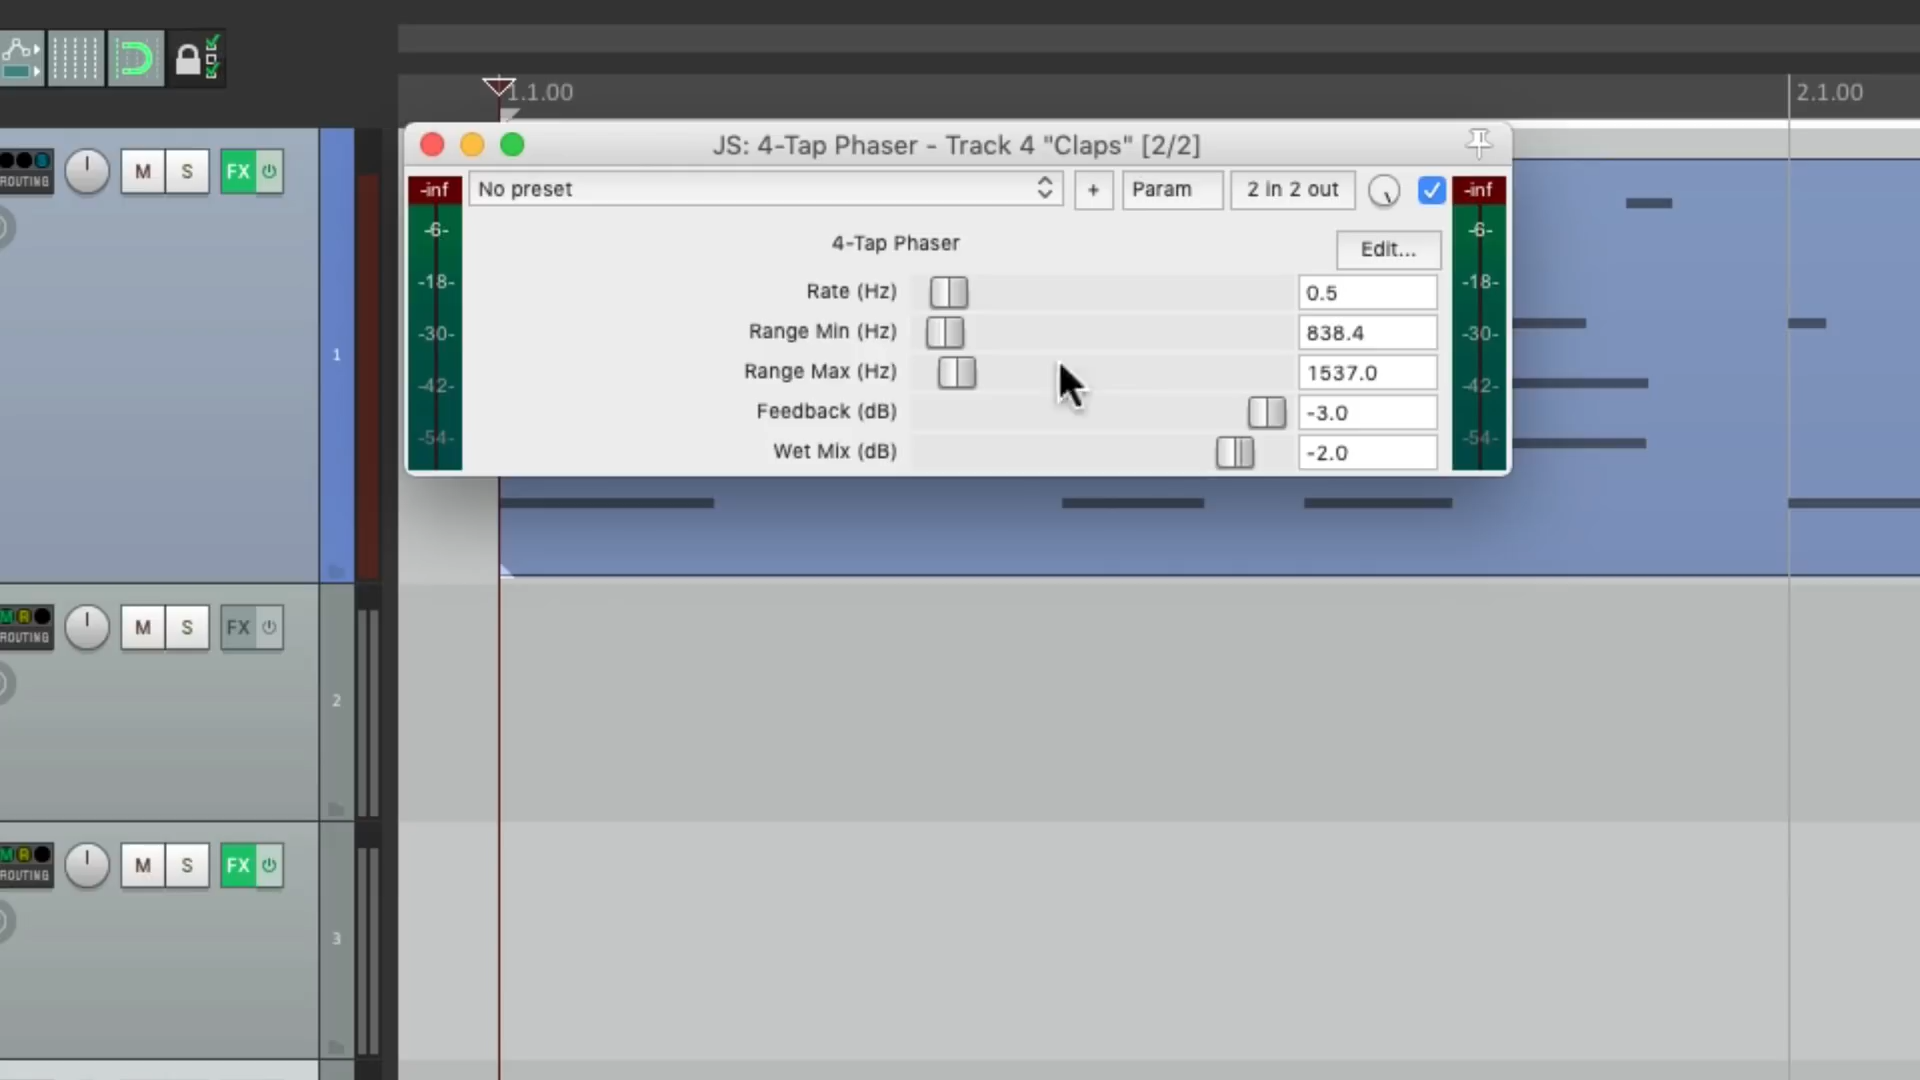 1.1.00
2.1.00
JS: 4-Tap Phaser - Track 4 "Claps" [2/2]
-inf
No preset
+
Param
2 in 2 out
-inf
4-Tap Phaser
Edit...
Rate (Hz)
0.5
Range Min (Hz)
838.4
Range Max (Hz)
1537.0
Feedback (dB)
-3.0
Wet Mix (dB)
-2.0
-6-
-18-
-30-
-42-
-54-
-6-
-18-
-30-
-42-
-54-
ROUTING
M
S
FX
1
ROUTING
M
S
FX
2
ROUTING
M
S
FX
3